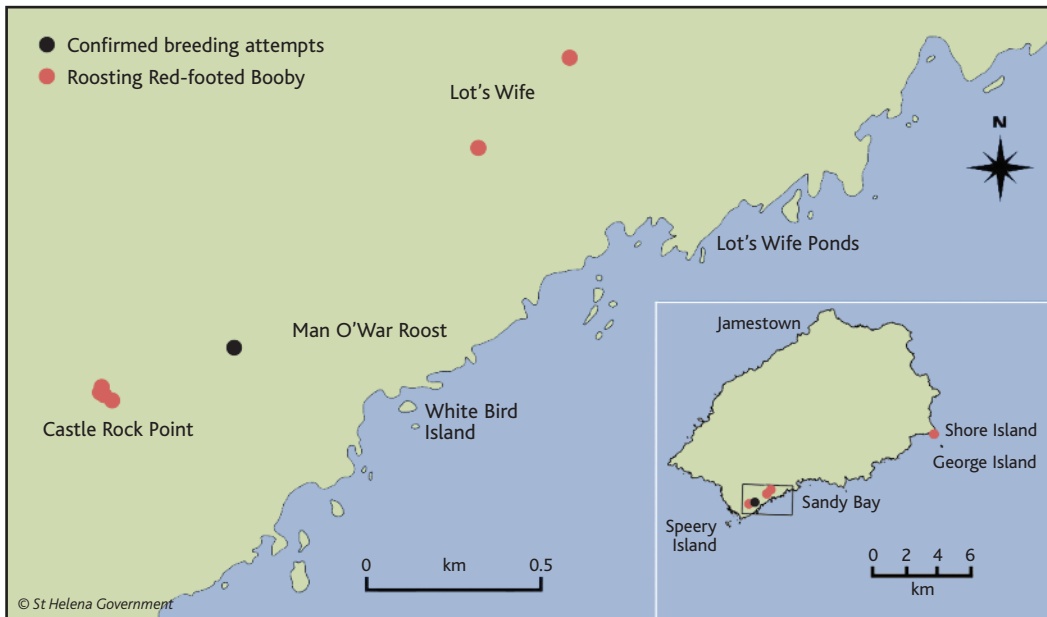 Confirmed breeding attempts
Roosting Red-footed Booby
Lot's Wife
N
Lot's Wife Ponds
Man O'War Roost
White Bird
Island
Castle Rock Point
km
0 0.5
© St Helena Government
Jamestown
Shore Island
George Island
Sandy Bay
Speery
Island
0 2 4 6
km